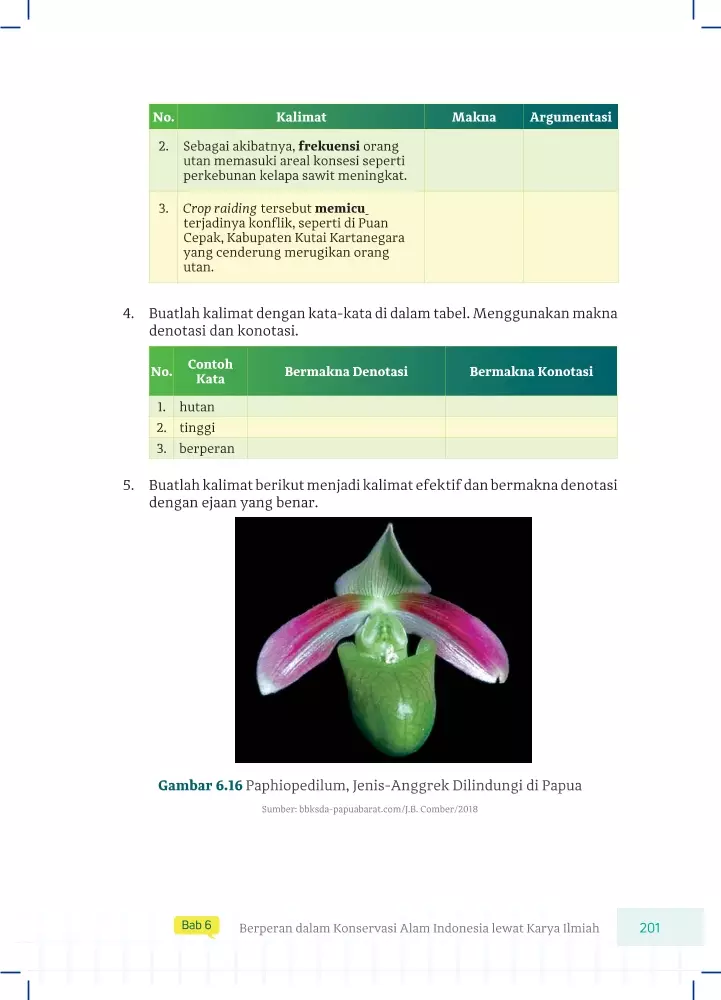 No. Kalimat Makna Argumentasi
2. Sebagai akibatnya, frekuensi orang
utan memasuki areal konsesi seperti
perkebunan kelapa sawit meningkat.
3. Crop raiding tersebut memicu
terjadinya konflik, seperti di Puan
Cepak, Kabupaten Kutai Kartanegara
yang cenderung merugikan orang
utan.
4. Buatlah kalimat dengan kata-kata di dalam tabel. Menggunakan makna
denotasi dan konotasi.
No. Contoh Kata Bermakna Denotasi Bermakna Konotasi
1. hutan
2. tinggi
3. berperan
5. Buatlah kalimat berikut menjadi kalimat efektif dan bermakna denotasi
dengan ejaan yang benar.
Gambar 6.16 Paphiopedilum, Jenis-Anggrek Dilindungi di Papua
Sumber: bbksda-papuabarat.com/J.B. Comber/2018
Bab 6 Berperan dalam Konservasi Alam Indonesia lewat Karya Ilmiah 201